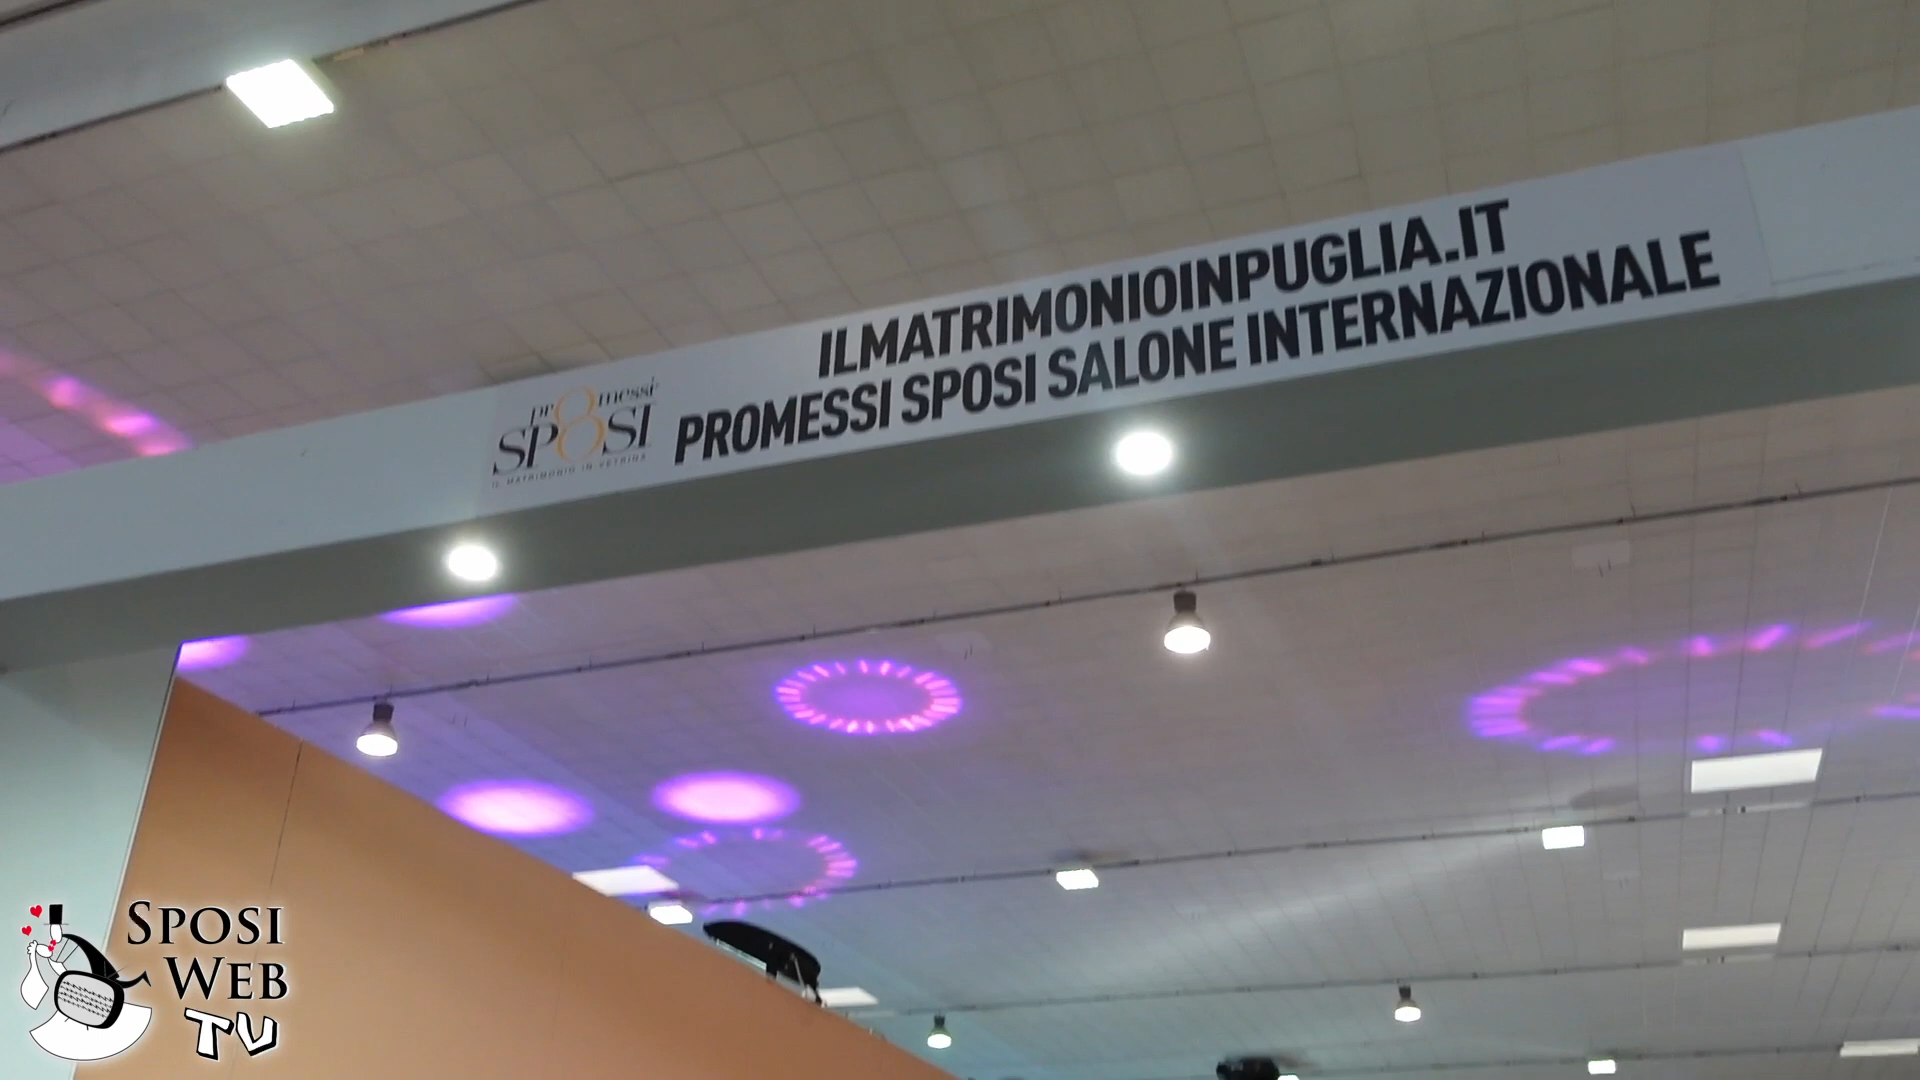 ILMATRIMONIOINPUGLIA.IT
PROMESSI SPOSI SALONE INTERNAZIONALE
promessi
SPOSI
IL MATRIMONIO IN VETRINA
SPOSI
WEB
TV